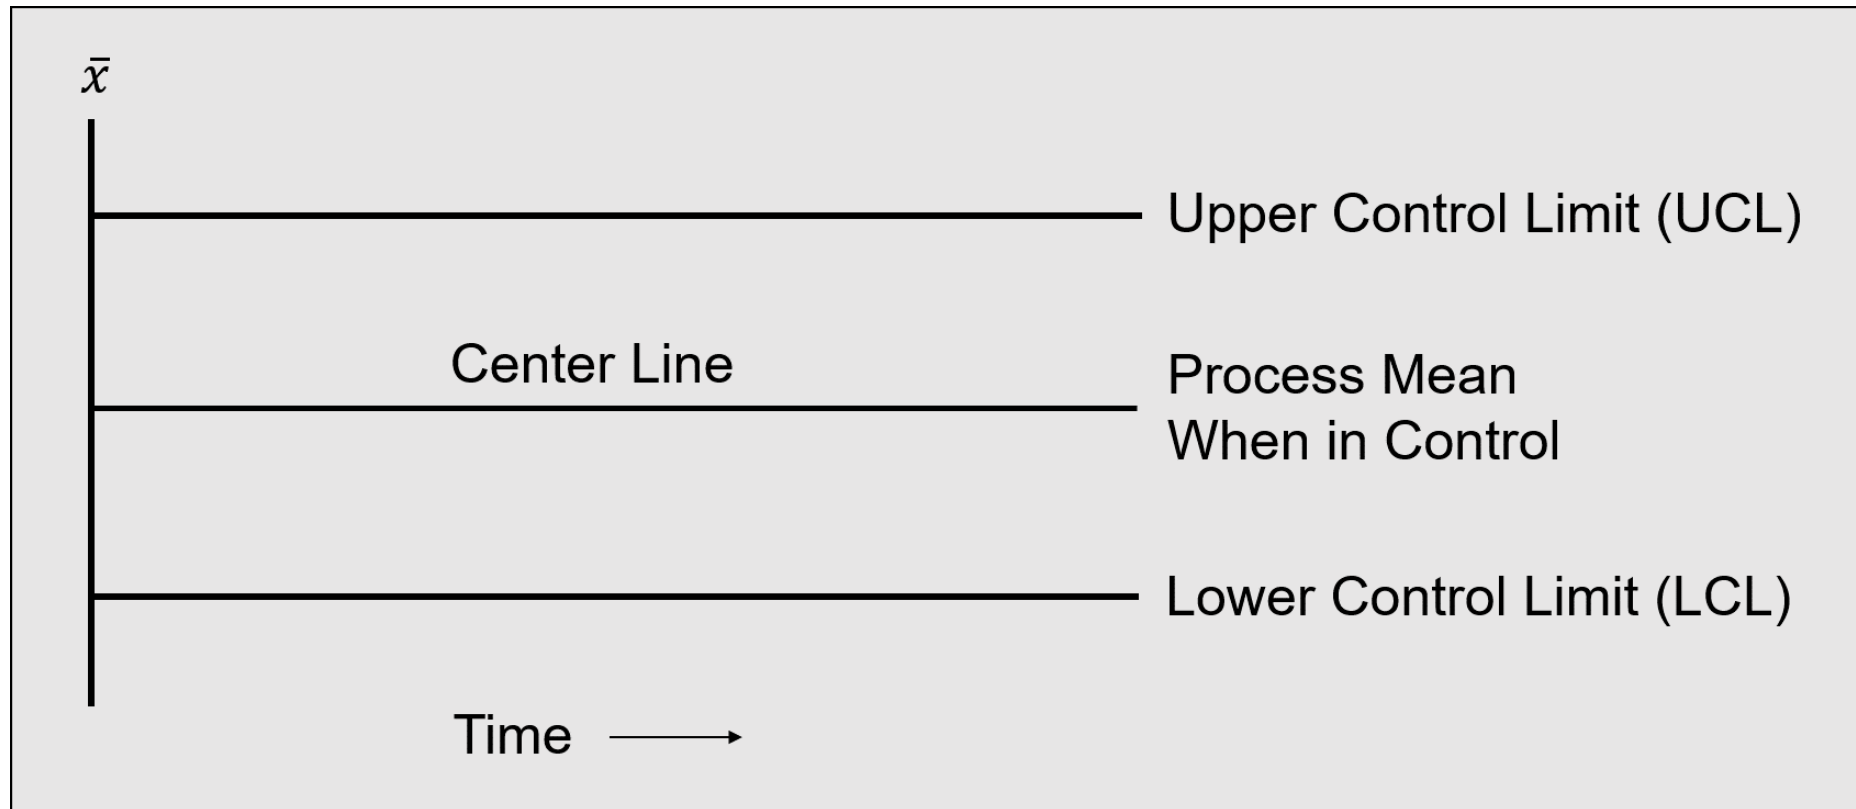 x̄
Upper Control Limit (UCL)
Center Line
Process Mean
When in Control
Lower Control Limit (LCL)
Time